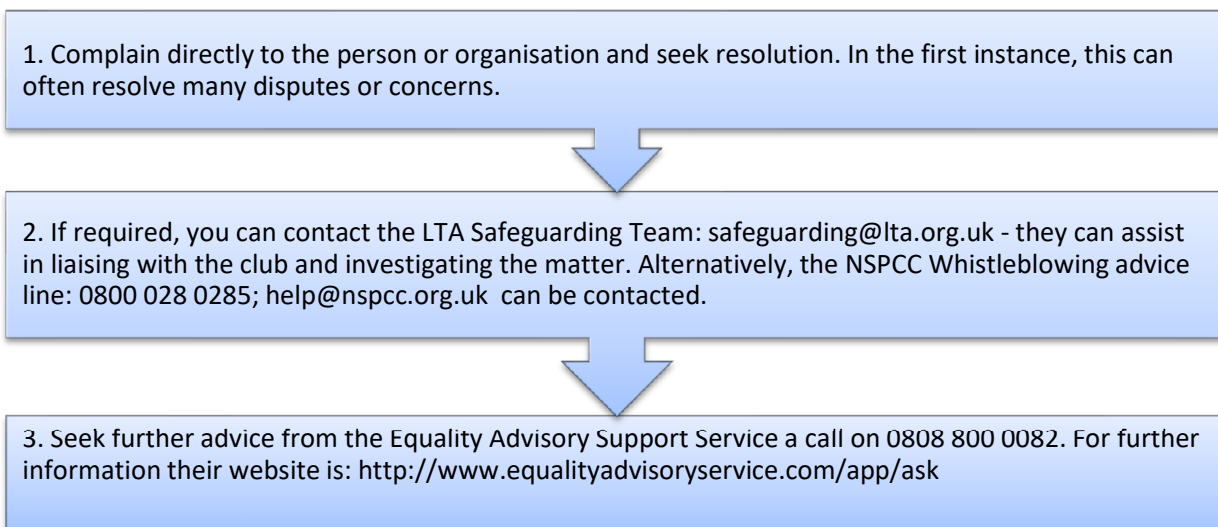 1. Complain directly to the person or organisation and seek resolution. In the first instance, this can
often resolve many disputes or concerns.
2. If required, you can contact the LTA Safeguarding Team: safeguarding@lta.org.uk - they can assist
in liaising with the club and investigating the matter. Alternatively, the NSPCC Whistleblowing advice
line: 0800 028 0285; help@nspcc.org.uk  can be contacted.
3. Seek further advice from the Equality Advisory Support Service a call on 0808 800 0082. For further
information their website is: http://www.equalityadvisoryservice.com/app/ask